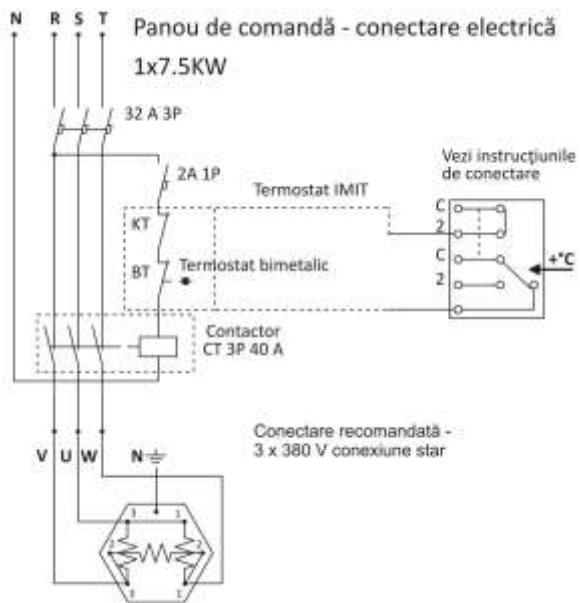 N R S T
Panou de comandă - conectare electrică
1x7.5KW
32 A 3P
2A 1P
Vezi instrucțiunile
de conectare
Termostat IMIT
KT
C
2
C
2
+°C
BT
Termostat bimetalic
Contactor
CT 3P 40 A
Conectare recomandată -
3 x 380 V conexiune star
V U W N
3 1
2 2
3 1